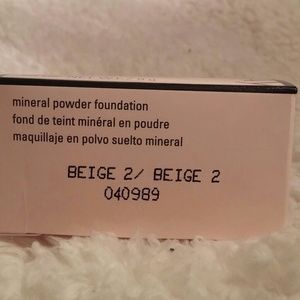 mineral powder foundation
fond de teint minéral en poudre
maquillaje en polvo suelto mineral
BEIGE 2/ BEIGE 2
040989